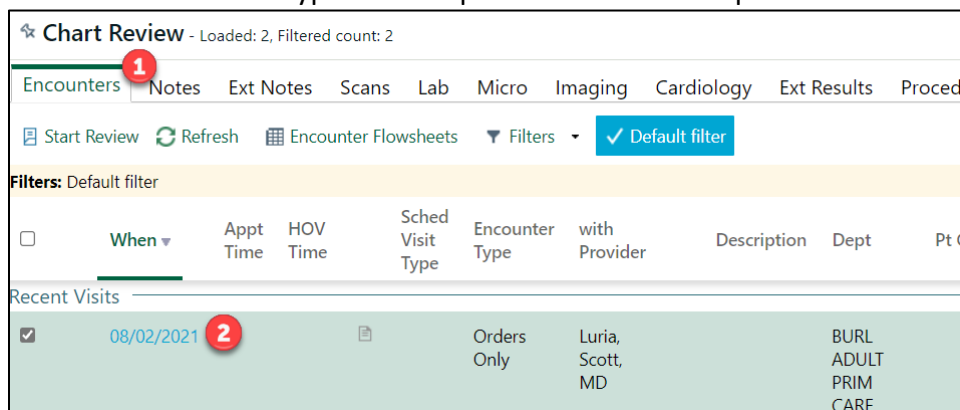 Chart Review - Loaded: 2, Filtered count: 2
1
Encounters Notes Ext Notes Scans Lab Micro Imaging Cardiology Ext Results Proced
Start Review Refresh Encounter Flowsheets Filters Default filter
Filters: Default filter
When Appt Time HOV Time Sched Visit Type Encounter Type with Provider Description Dept Pt
Recent Visits
08/02/2021 2 Orders Only Luria, Scott, MD BURL ADULT PRIM CARE